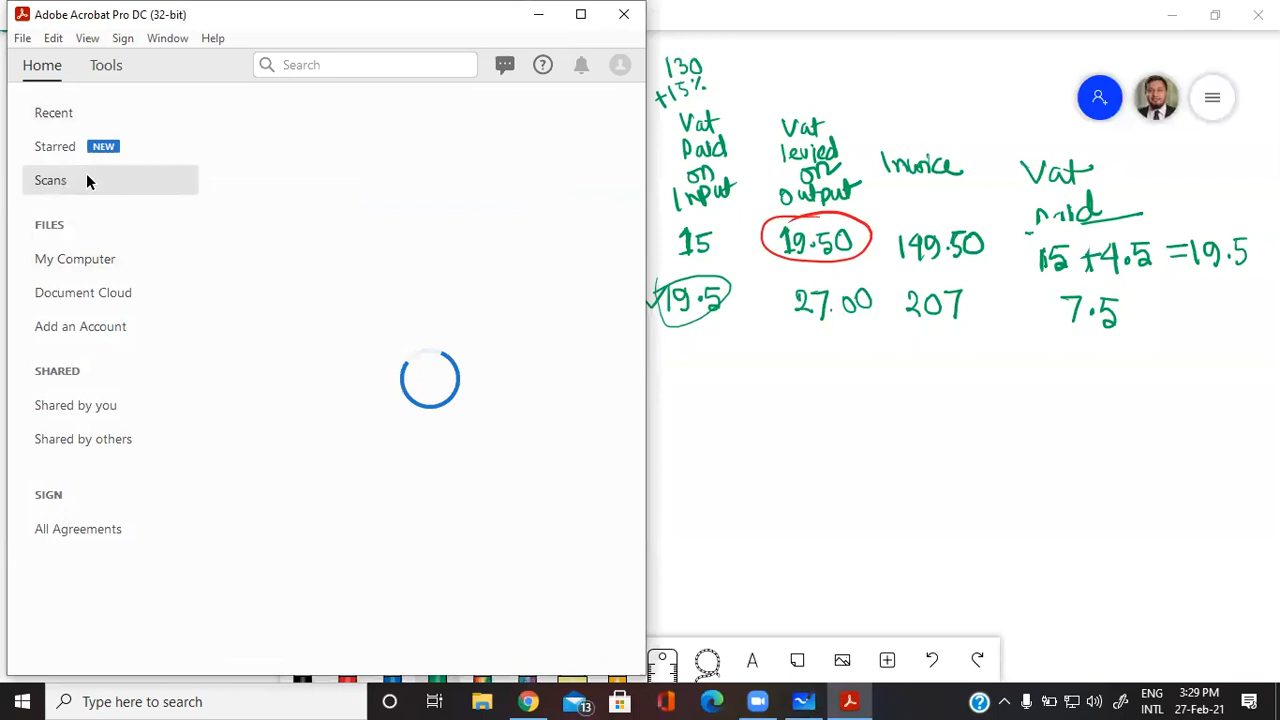 Adobe Acrobat Pro DC (32-bit)
File Edit View Sign Window Help
Home Tools Search
Recent
Starred NEW
Scans
FILES
My Computer
Document Cloud
Add an Account
SHARED
Shared by you
Shared by others
SIGN
All Agreements
130
+15%
Vat Paid on Input
Vat levied on output
Invoice
Vat Paid
15 19.50 149.50 15 + 4.5 = 19.5
19.5 27.00 207 7.5
Type here to search
13
ENG
INTL
3:29 PM
27-Feb-21